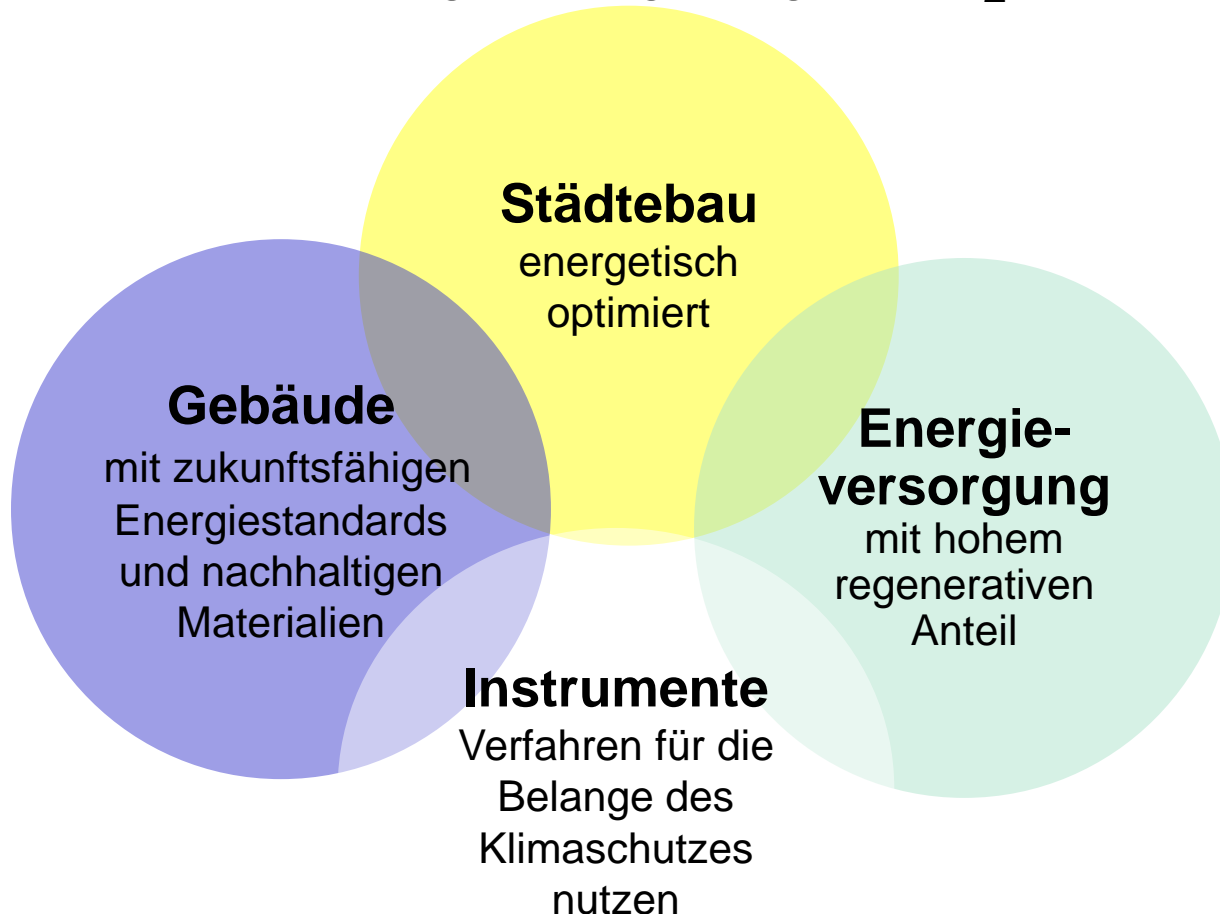 Städtebau
energetisch
optimiert
Gebäude
mit zukunftsfähigen
Energiestandards
und nachhaltigen
Materialien
Energie-
versorgung
mit hohem
regenerativen
Anteil
Instrumente
Verfahren für die
Belange des
Klimaschutzes
nutzen